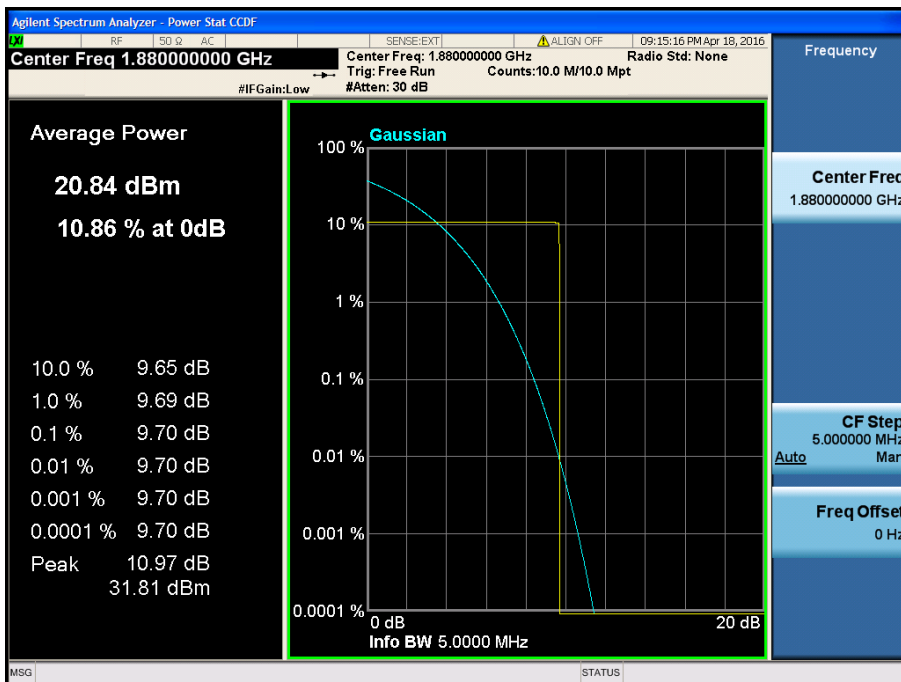 Agilent Spectrum Analyzer - Power Stat CCDF
LXI RF 50 Ω AC SENSE:EXT ALIGN OFF 09:15:16 PM Apr 18, 2016
Center Freq 1.880000000 GHz
Center Freq: 1.880000000 GHz Radio Std: None
Trig: Free Run Counts:10.0 M/10.0 Mpt
#IFGain:Low #Atten: 30 dB
Frequency
Average Power
20.84 dBm
10.86 % at 0dB
10.0 % 9.65 dB
1.0 % 9.69 dB
0.1 % 9.70 dB
0.01 % 9.70 dB
0.001 % 9.70 dB
0.0001 % 9.70 dB
Peak 10.97 dB
31.81 dBm
Gaussian
100 %
10 %
1 %
0.1 %
0.01 %
0.001 %
0.0001 %
0 dB 20 dB
Info BW 5.0000 MHz
Center Freq
1.880000000 GHz
CF Step
5.000000 MHz
Auto Man
Freq Offset
0 Hz
MSG STATUS